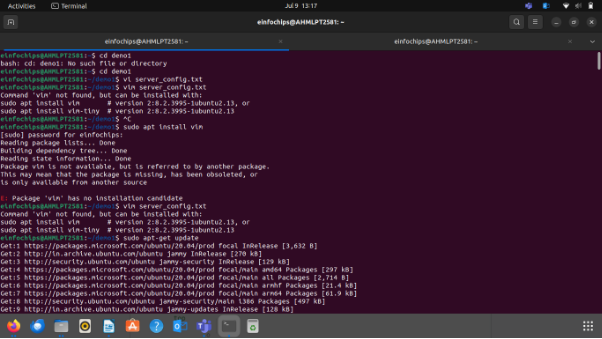 Activities
Terminal
Jul 9 13:17
einfochips@AHMLPT2581: ~
einfochips@AHMLPT2581: ~
einfochips@AHMLPT2581: ~
einfochips@AHMLPT2581:~$ cd demo1
bash: cd: demo1: No such file or directory
einfochips@AHMLPT2581:~/demo1$ vi server_config.txt
einfochips@AHMLPT2581:~/demo1$ vim server_config.txt
Command 'vim' not found, but can be installed with:
sudo apt install vim # version 2:8.2.3995-1ubuntu2.13, or
sudo apt install vim-tiny # version 2:8.2.3995-1ubuntu2.13
einfochips@AHMLPT2581:~/demo1$ ^C
einfochips@AHMLPT2581:~/demo1$ sudo apt install vim
[sudo] password for einfochips:
Reading package lists... Done
Building dependency tree... Done
Reading state information... Done
Package vim is not available, but is referred to by another package.
This may mean that the package is missing, has been obsoleted, or
is only available from another source
E: Package 'vim' has no installation candidate
einfochips@AHMLPT2581:~/demo1$ vim server_config.txt
Command 'vim' not found, but can be installed with:
sudo apt install vim # version 2:8.2.3995-1ubuntu2.13, or
sudo apt install vim-tiny # version 2:8.2.3995-1ubuntu2.13
einfochips@AHMLPT2581:~/demo1$ sudo apt-get update
Get:1 https://packages.microsoft.com/ubuntu/20.04/prod focal InRelease [3,632 B]
Get:2 http://in.archive.ubuntu.com/ubuntu jammy InRelease [270 kB]
Get:3 http://security.ubuntu.com/ubuntu jammy-security InRelease [129 kB]
Get:4 https://packages.microsoft.com/ubuntu/20.04/prod focal/main amd64 Packages [297 kB]
Get:5 https://packages.microsoft.com/ubuntu/20.04/prod focal/main all Packages [2,714 B]
Get:6 https://packages.microsoft.com/ubuntu/20.04/prod focal/main armhf Packages [21.4 kB]
Get:7 https://packages.microsoft.com/ubuntu/20.04/prod focal/main arm64 Packages [61.9 kB]
Get:8 http://security.ubuntu.com/ubuntu jammy-security/main i386 Packages [497 kB]
Get:9 http://in.archive.ubuntu.com/ubuntu jammy-updates InRelease [128 kB]